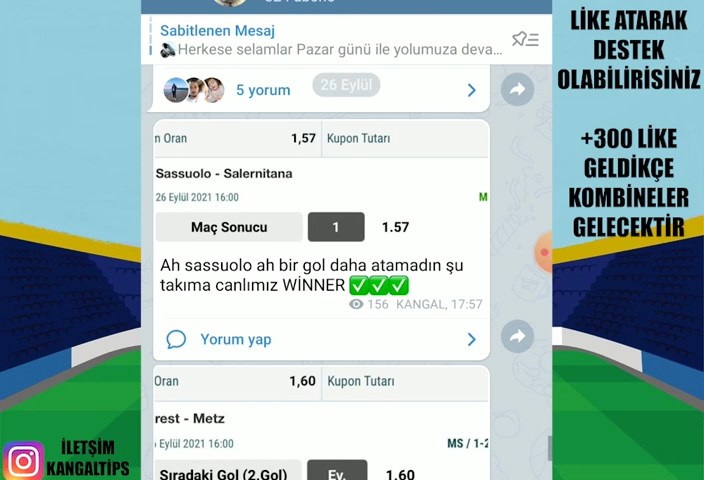 Sabitlenen Mesaj
Herkese selamlar Pazar günü ile yolumuza deva...
5 yorum
26 Eylül
n Oran
1,57
Kupon Tutarı
Sassuolo - Salernitana
26 Eylül 2021 16:00
M
Maç Sonucu
1
1.57
Ah sassuolo ah bir gol daha atamadın şu
takıma canlımız WİNNER ✅✅✅
156 KANGAL, 17:57
Yorum yap
Oran
1,60
Kupon Tutarı
rest - Metz
Eylül 2021 16:00
MS / 1-2
Sıradaki Gol (2.Gol)
Ev.
1.60
LİKE ATARAK
DESTEK
OLABİLİRİSİNİZ
+300 LİKE
GELDİKÇE
KOMBİNELER
GELECEKTİR
İLETŞİM
KANGALTİPS